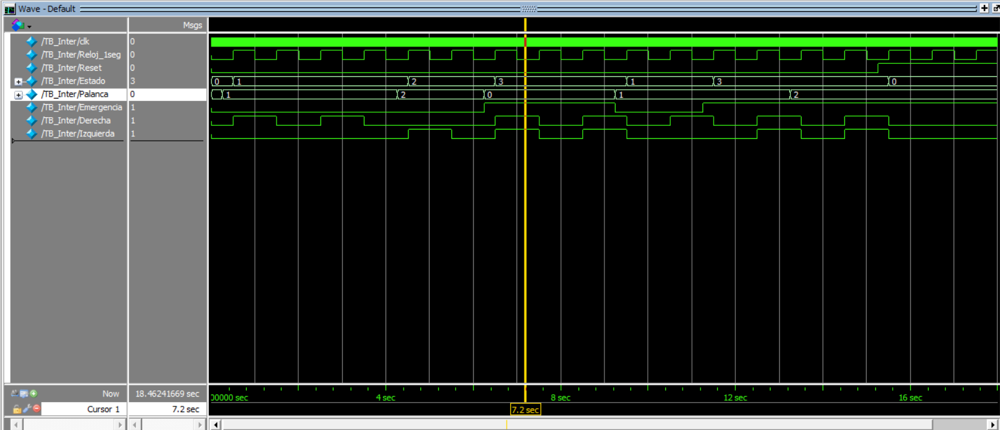 Wave - Default
Msgs
/TB_Inter/clk 0
/TB_Inter/Reloj_1seg 0
/TB_Inter/Reset 0
/TB_Inter/Estado 3 0 1 2 3 1 3 0
/TB_Inter/Palanca 0 1 2 0 1 2
/TB_Inter/Emergencia 1
/TB_Inter/Derecha 1
/TB_Inter/Izquierda 1
Now 18.46241669 sec 00000 sec 4 sec 8 sec 12 sec 16 sec
Cursor 1 7.2 sec 7.2 sec